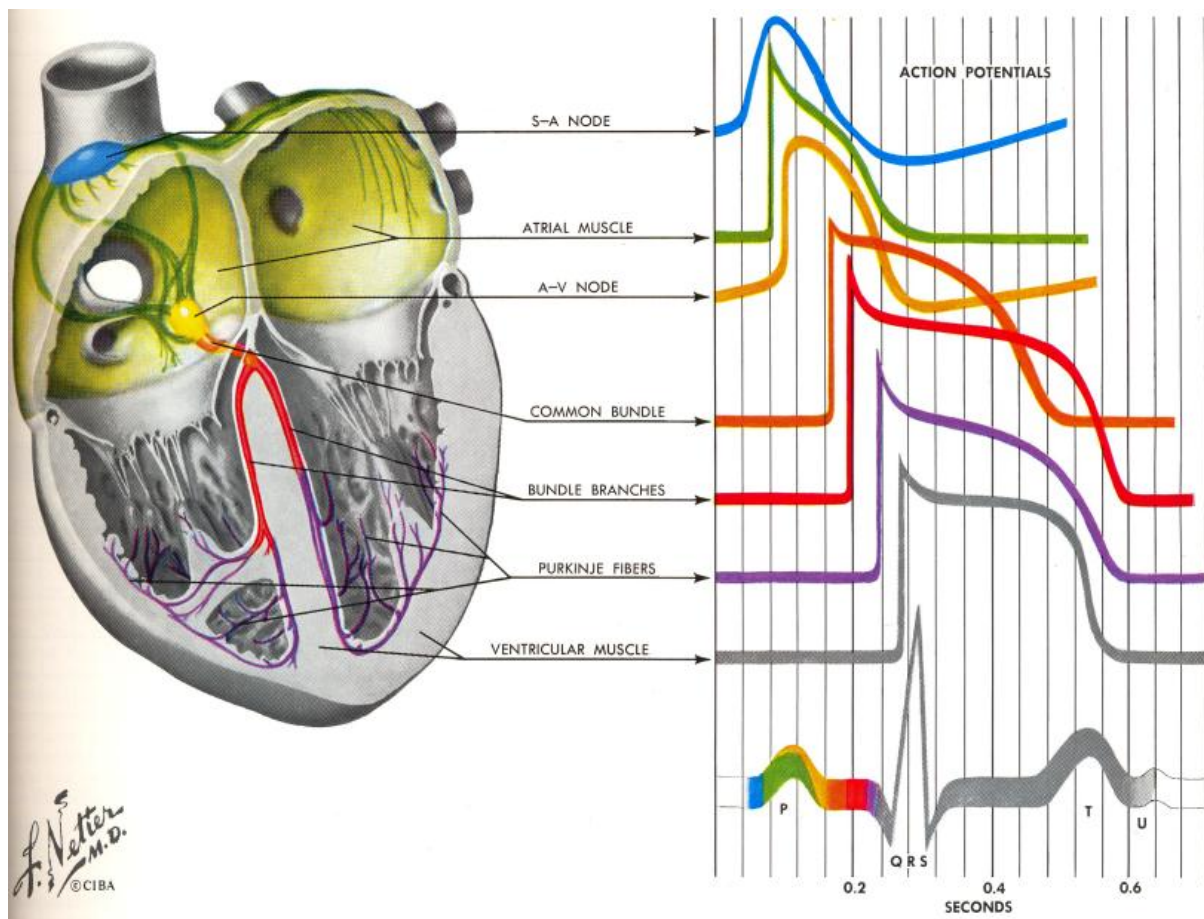 ACTION POTENTIALS
S–A NODE
ATRIAL MUSCLE
A–V NODE
COMMON BUNDLE
BUNDLE BRANCHES
PURKINJE FIBERS
VENTRICULAR MUSCLE
P
Q R S
T
U
0.2
0.4
0.6
SECONDS
F. Netter
M.D.
©CIBA